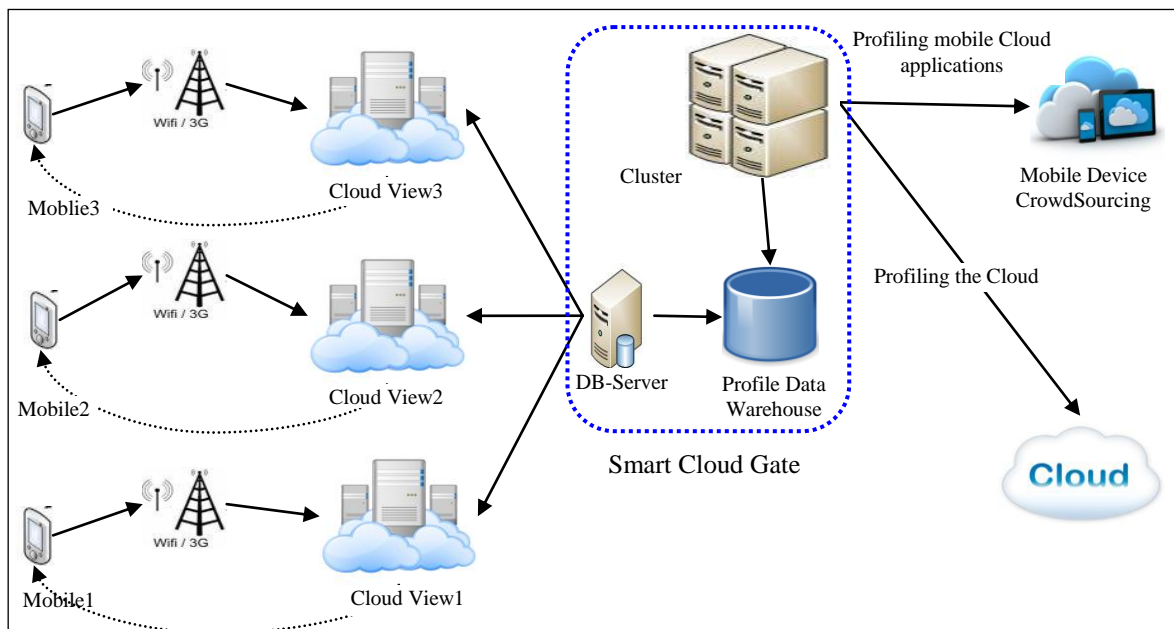 Wifi / 3G
Cloud View3
Moblie3
Wifi / 3G
Cloud View2
Mobile2
Wifi / 3G
Cloud View1
Mobile1
Cluster
DB-Server
Profile Data
Warehouse
Smart Cloud Gate
Profiling mobile Cloud
applications
Mobile Device
CrowdSourcing
Profiling the Cloud
Cloud